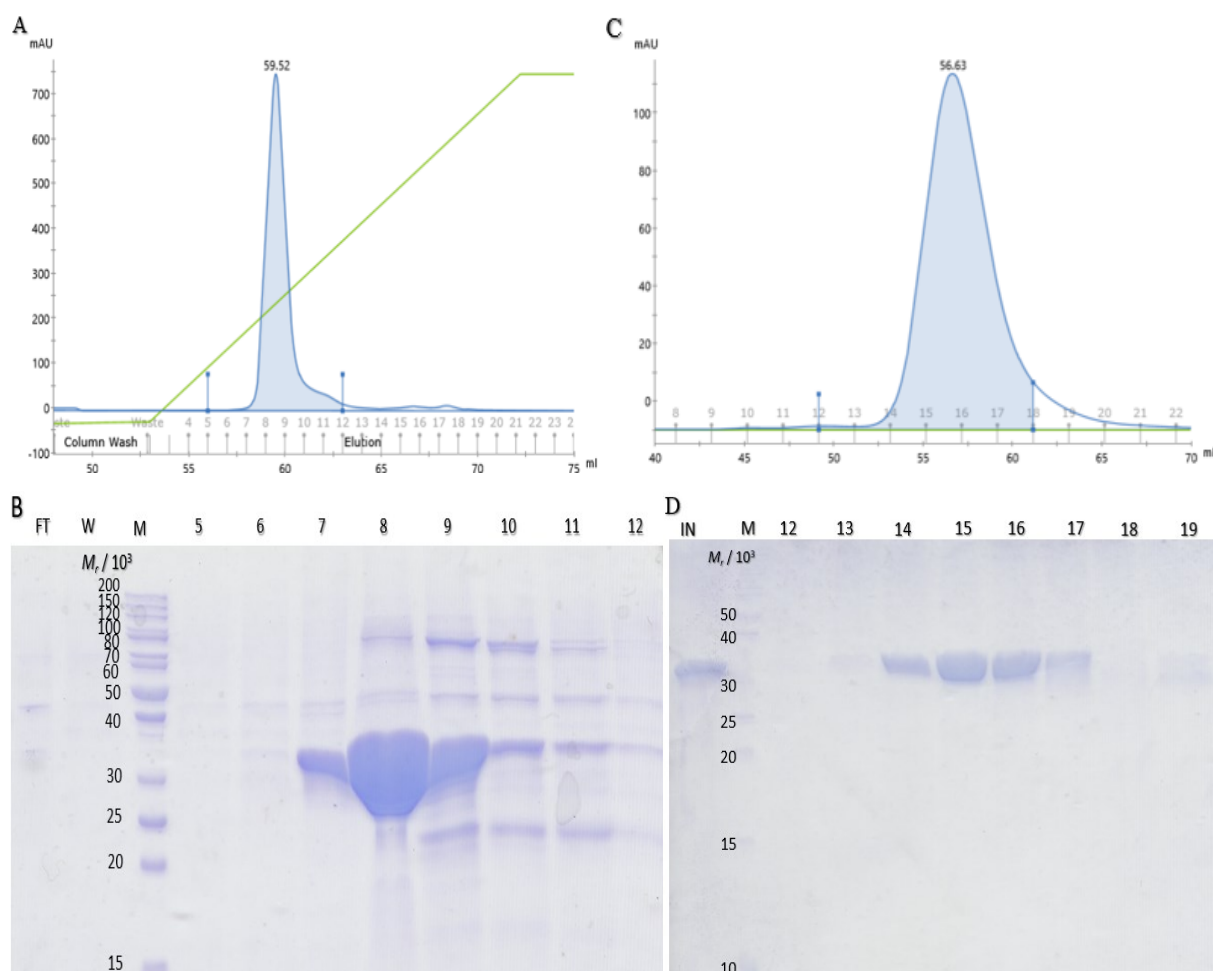 A
mAU
59.52
700
600
500
400
300
200
100
0
-100
ste Waste 4 5 6 7 8 9 10 11 12 13 14 15 16 17 18 19 20 21 22 23 2
Column Wash Elution
50 55 60 65 70 75 ml
C
mAU
56.63
100
80
60
40
20
0
8 9 10 11 12 13 14 15 16 17 18 19 20 21 22
40 45 50 55 60 65 70 ml
B
FT W M 5 6 7 8 9 10 11 12
Mr / 10³
200
150
120
100
80
70
60
50
40
30
25
20
15
D
IN M 12 13 14 15 16 17 18 19
Mr / 10³
50
40
30
25
20
15
10